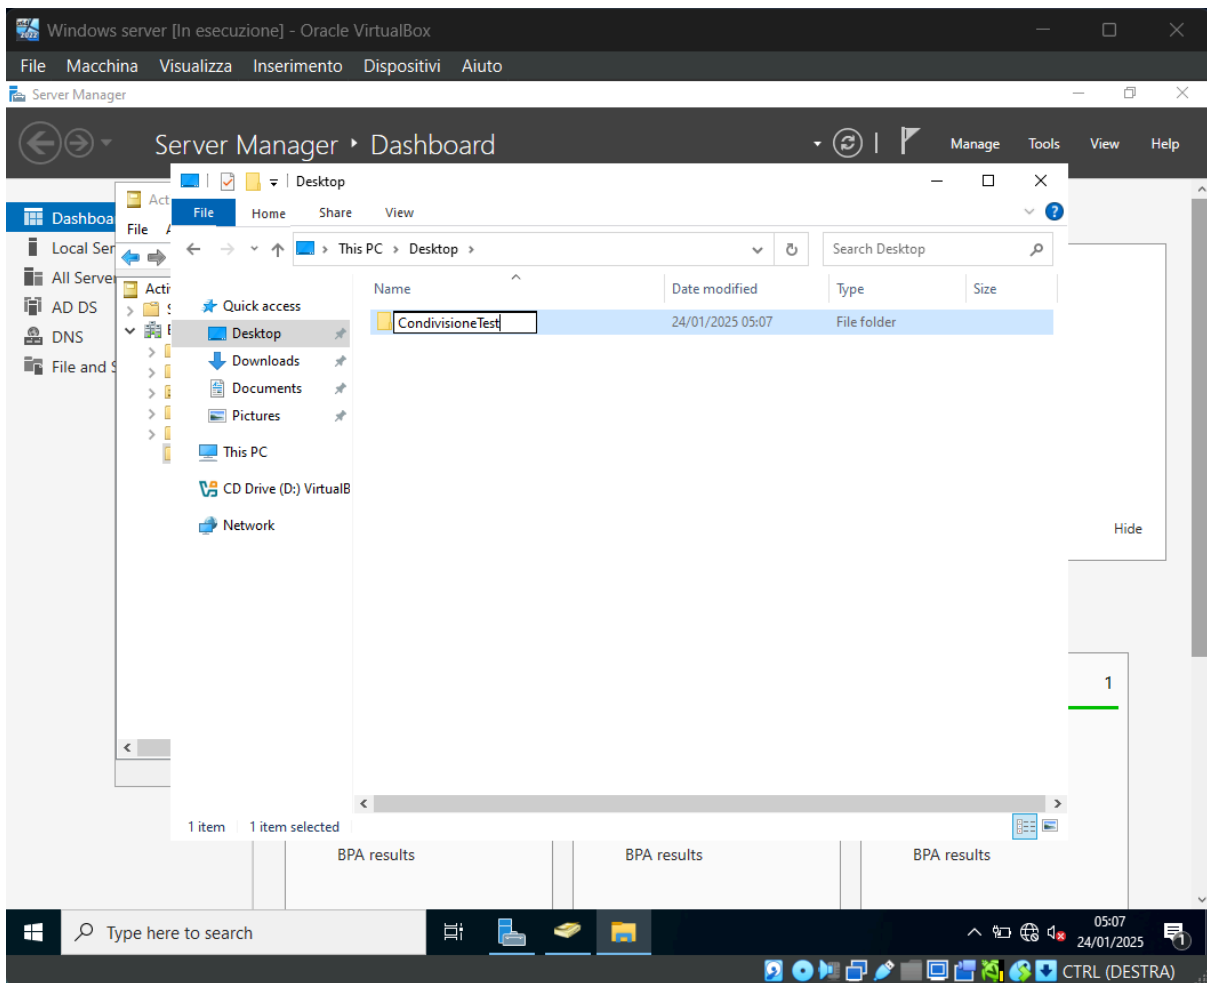 Windows server [In esecuzione] - Oracle VirtualBox
File Macchina Visualizza Inserimento Dispositivi Aiuto
Server Manager
Server Manager Dashboard
Manage Tools View Help
Dashboa
Local Ser
All Server
AD DS
DNS
File and S
Act
File A
Acti
Desktop
File Home Share View
This PC > Desktop >
Search Desktop
Name Date modified Type Size
CondivisioneTest 24/01/2025 05:07 File folder
Quick access
Desktop
Downloads
Documents
Pictures
This PC
CD Drive (D:) VirtualB
Network
Hide
1
1 item 1 item selected
BPA results BPA results BPA results
Type here to search
05:07
24/01/2025
1
CTRL (DESTRA)